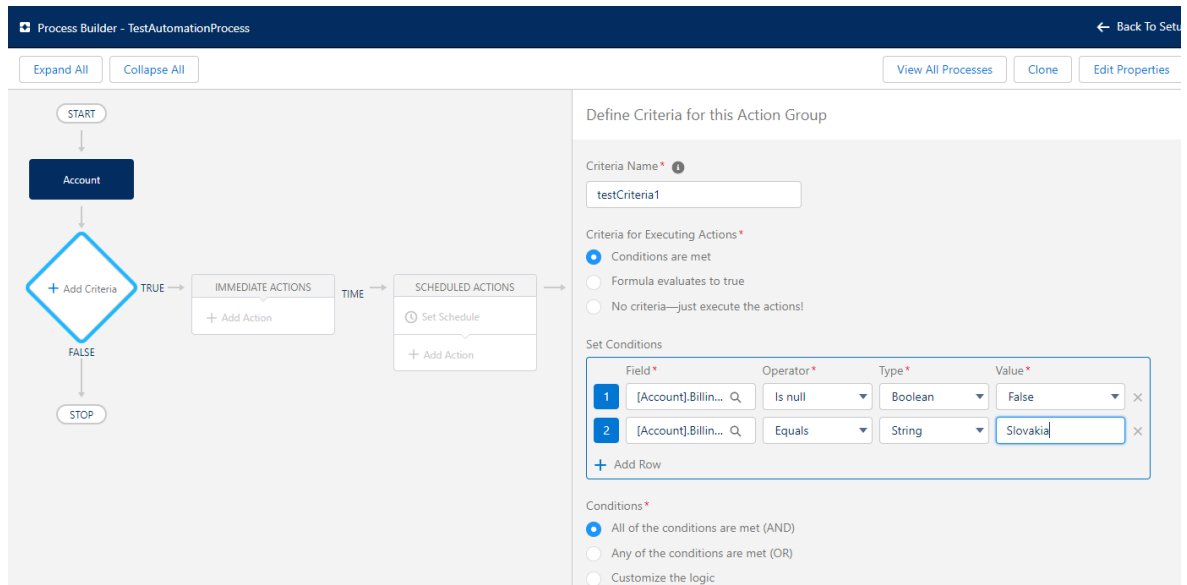 Process Builder - TestAutomationProcess
← Back To Setu
Expand All
Collapse All
View All Processes
Clone
Edit Properties
START
Account
+ Add Criteria
TRUE
IMMEDIATE ACTIONS
+ Add Action
TIME
SCHEDULED ACTIONS
Set Schedule
+ Add Action
FALSE
STOP
Define Criteria for this Action Group
Criteria Name*
testCriteria1
Criteria for Executing Actions*
Conditions are met
Formula evaluates to true
No criteria—just execute the actions!
Set Conditions
Field* Operator* Type* Value*
1 [Account].Billin... Is null Boolean False
2 [Account].Billin... Equals String Slovakia
+ Add Row
Conditions*
All of the conditions are met (AND)
Any of the conditions are met (OR)
Customize the logic